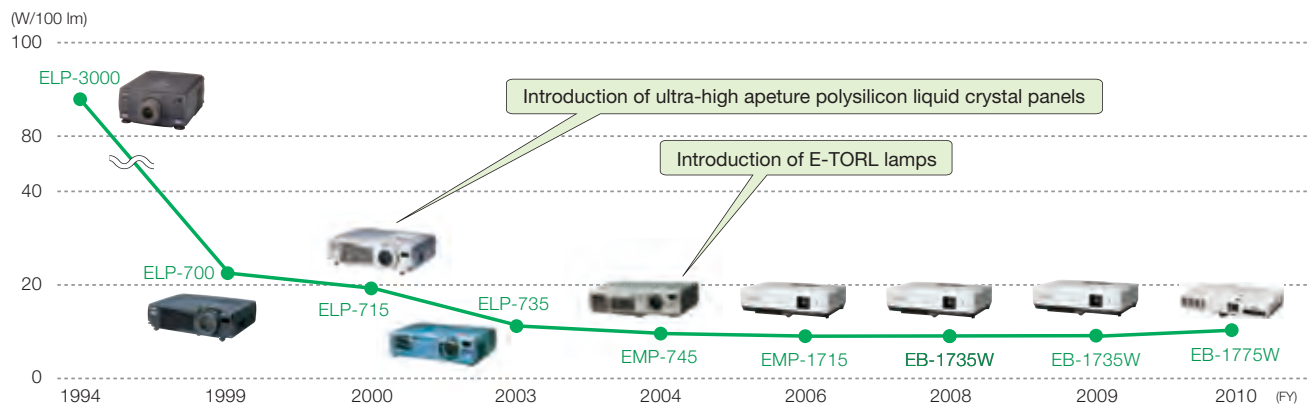 (W/100 lm)
100
ELP-3000
Introduction of ultra-high apeture polysilicon liquid crystal panels
80
Introduction of E-TORL lamps
40
ELP-700
20
ELP-715
ELP-735
EMP-745
EMP-1715
EB-1735W
EB-1735W
EB-1775W
0
1994 1999 2000 2003 2004 2006 2008 2009 2010 (FY)